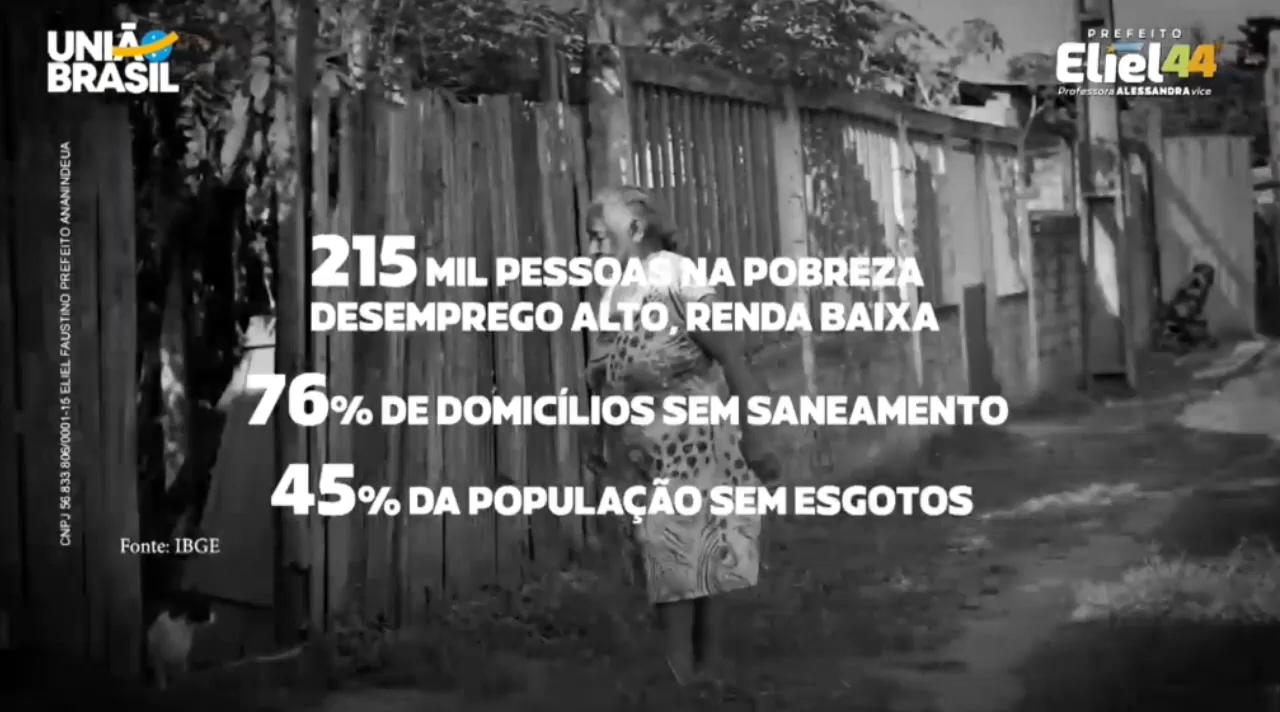 UNIÃO
BRASIL
PREFEITO
Eliel44
Professora ALESSANDRA vice
CNPJ 56.833.806/0001-15 ELIEL FAUSTINO PREFEITO ANANINDEUA
215 MIL PESSOAS NA POBREZA
DESEMPREGO ALTO, RENDA BAIXA
76% DE DOMICÍLIOS SEM SANEAMENTO
45% DA POPULAÇÃO SEM ESGOTOS
Fonte: IBGE